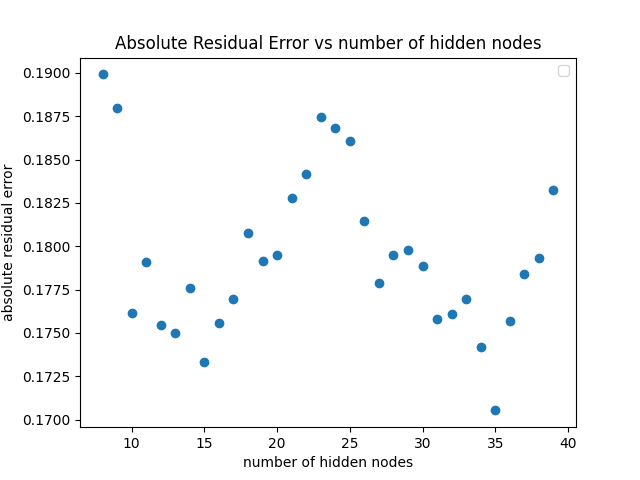 Absolute Residual Error vs number of hidden nodes
0.1900
0.1875
0.1850
0.1825
0.1800
0.1775
0.1750
0.1725
0.1700
absolute residual error
10 15 20 25 30 35 40
number of hidden nodes